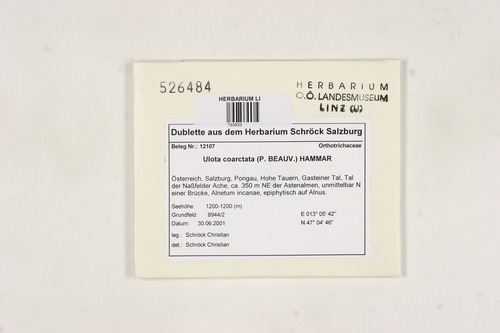 526484
HERBARIUM
O.Ö. LANDESMUSEUM
LINZ (U)
HERBARIUM LI
Dublette aus dem Herbarium Schröck Salzburg
Beleg Nr.: 12107 Orthotrichaceae
Ulota coarctata (P. BEAUV.) HAMMAR
Österreich, Salzburg, Pongau, Hohe Tauern, Gasteiner Tal, Tal
der Naßfelder Ache, ca. 350 m NE der Astenalmen, unmittelbar N
einer Brücke, Alnetum incanae, epiphytisch auf Alnus.
Seehöhe: 1200-1200 (m)
Grundfeld: 8944/2 E 013° 05' 42"
Datum: 30.06.2001 N 47° 04' 46"
leg.: Schröck Christian
det.: Schröck Christian